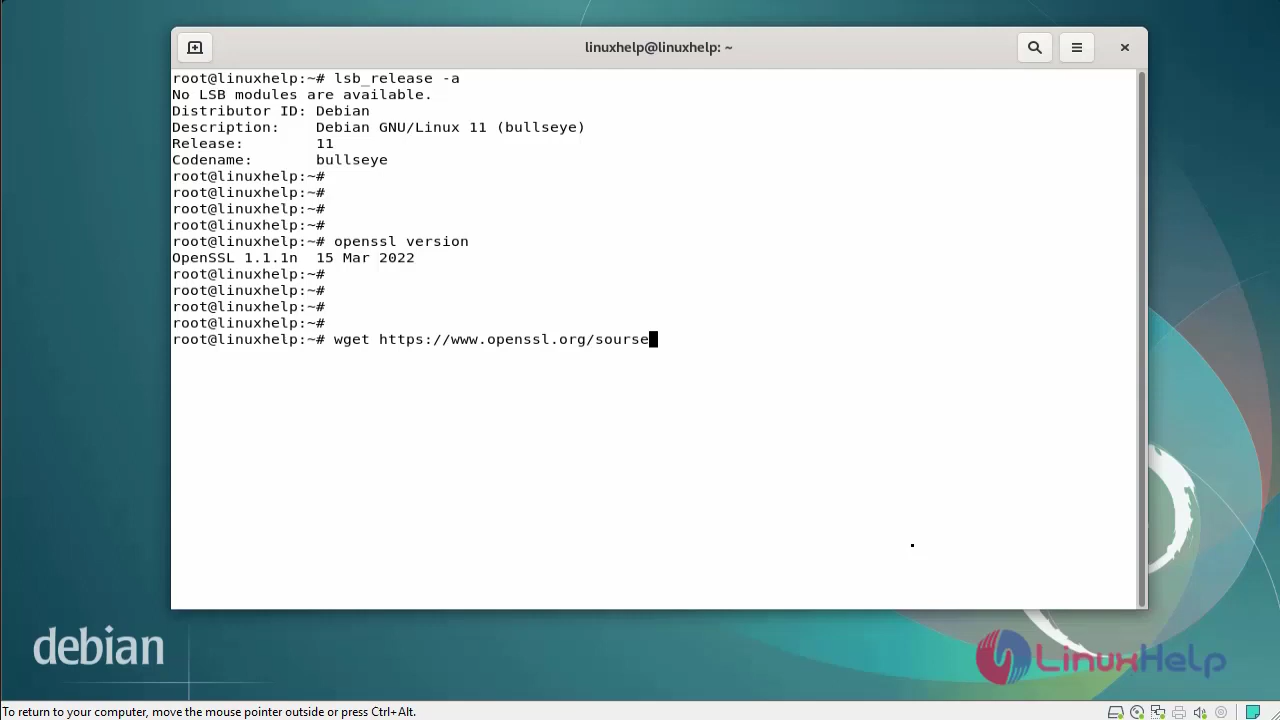 linuxhelp@linuxhelp: ~
root@linuxhelp:~# lsb_release -a
No LSB modules are available.
Distributor ID: Debian
Description:    Debian GNU/Linux 11 (bullseye)
Release:        11
Codename:       bullseye
root@linuxhelp:~#
root@linuxhelp:~#
root@linuxhelp:~#
root@linuxhelp:~#
root@linuxhelp:~# openssl version
OpenSSL 1.1.1n  15 Mar 2022
root@linuxhelp:~#
root@linuxhelp:~#
root@linuxhelp:~#
root@linuxhelp:~#
root@linuxhelp:~# wget https://www.openssl.org/sourse
debian
LinuxHelp
To return to your computer, move the mouse pointer outside or press Ctrl+Alt.